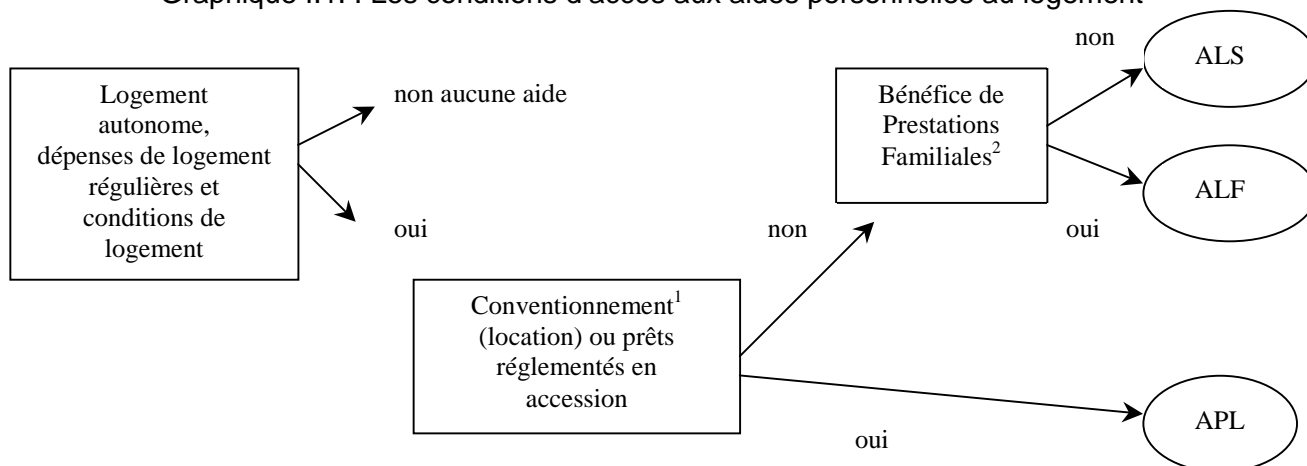 Graphique I.1. : Les conditions d'accès aux aides personnelles au logement
Logement
autonome,
dépenses de logement
régulières et
conditions de
logement
non aucune aide
oui
Conventionnement1
(location) ou prêts
réglementés en
accession
non
oui
Bénéfice de
Prestations
Familiales2
non
oui
ALS
ALF
APL